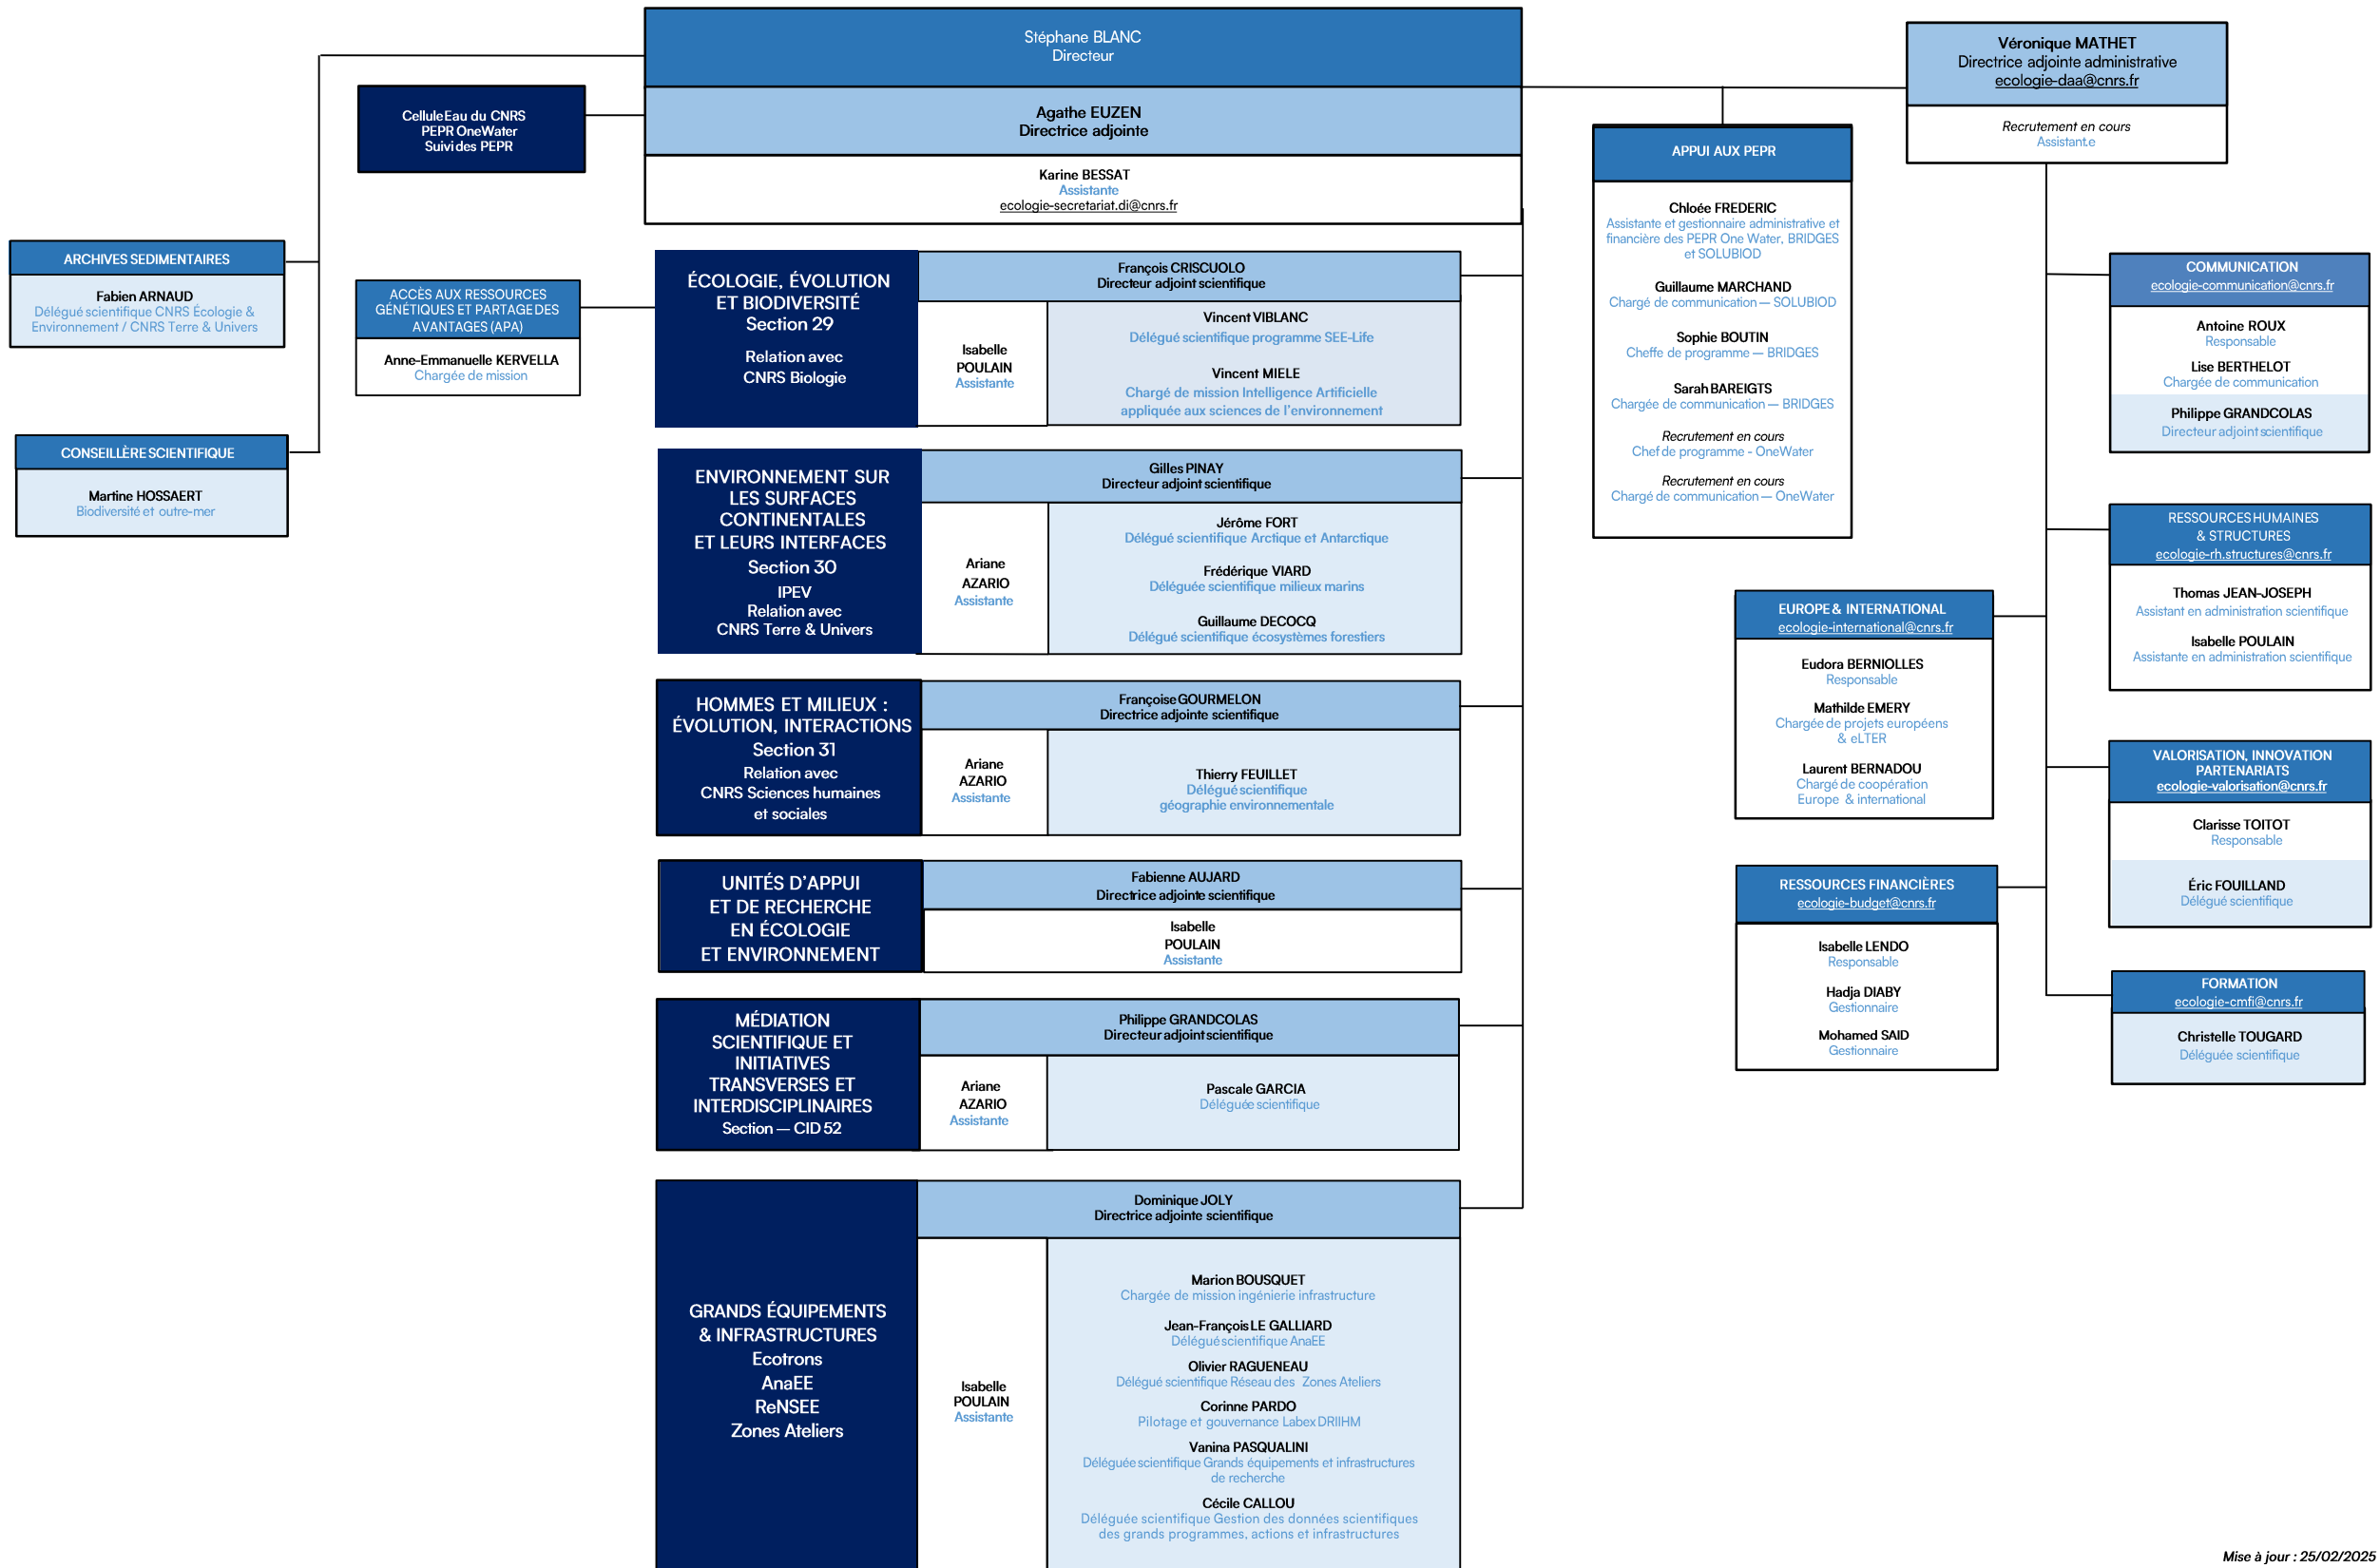 Stéphane BLANC
Directeur
Agathe EUZEN
Directrice adjointe
Karine BESSAT
Assistante
ecologie-secretariat.di@cnrs.fr
Cellule Eau du CNRS
PEPR OneWater
Suivi des PEPR
ARCHIVES SEDIMENTAIRES
Fabien ARNAUD
Délégué scientifique CNRS Écologie &
Environnement / CNRS Terre & Univers
CONSEILLÈRE SCIENTIFIQUE
Martine HOSSAERT
Biodiversité et outre-mer
ACCÈS AUX RESSOURCES
GÉNÉTIQUES ET PARTAGE DES
AVANTAGES (APA)
Anne-Emmanuelle KERVELLA
Chargée de mission
ÉCOLOGIE, ÉVOLUTION
ET BIODIVERSITÉ
Section 29
Relation avec
CNRS Biologie
François CRISCUOLO
Directeur adjoint scientifique
Isabelle
POULAIN
Assistante
Vincent VIBLANC
Délégué scientifique programme SEE-Life
Vincent MIELE
Chargé de mission Intelligence Artificielle
appliquée aux sciences de l'environnement
ENVIRONNEMENT SUR
LES SURFACES
CONTINENTALES
ET LEURS INTERFACES
Section 30
IPEV
Relation avec
CNRS Terre & Univers
Gilles PINAY
Directeur adjoint scientifique
Ariane
AZARIO
Assistante
Jérôme FORT
Délégué scientifique Arctique et Antarctique
Frédérique VIARD
Déléguée scientifique milieux marins
Guillaume DECOCQ
Délégué scientifique écosystèmes forestiers
HOMMES ET MILIEUX :
ÉVOLUTION, INTERACTIONS
Section 31
Relation avec
CNRS Sciences humaines
et sociales
Françoise GOURMELON
Directrice adjointe scientifique
Ariane
AZARIO
Assistante
Thierry FEUILLET
Délégué scientifique
géographie environnementale
UNITÉS D'APPUI
ET DE RECHERCHE
EN ÉCOLOGIE
ET ENVIRONNEMENT
Fabienne AUJARD
Directrice adjointe scientifique
Isabelle
POULAIN
Assistante
MÉDIATION
SCIENTIFIQUE ET
INITIATIVES
TRANSVERSES ET
INTERDISCIPLINAIRES
Section — CID 52
Philippe GRANDCOLAS
Directeur adjoint scientifique
Ariane
AZARIO
Assistante
Pascale GARCIA
Déléguée scientifique
GRANDS ÉQUIPEMENTS
& INFRASTRUCTURES
Ecotrons
AnaEE
ReNSEE
Zones Ateliers
Dominique JOLY
Directrice adjointe scientifique
Isabelle
POULAIN
Assistante
Marion BOUSQUET
Chargée de mission ingénierie infrastructure
Jean-François LE GALLIARD
Délégué scientifique AnaEE
Olivier RAGUENEAU
Délégué scientifique Réseau des Zones Ateliers
Corinne PARDO
Pilotage et gouvernance Labex DRIIHM
Vanina PASQUALINI
Déléguée scientifique Grands équipements et infrastructures
de recherche
Cécile CALLOU
Déléguée scientifique Gestion des données scientifiques
des grands programmes, actions et infrastructures
Véronique MATHET
Directrice adjointe administrative
ecologie-daa@cnrs.fr
Recrutement en cours
Assistant.e
APPUI AUX PEPR
Chloée FREDERIC
Assistante et gestionnaire administrative et
financière des PEPR One Water, BRIDGES
et SOLUBIOD
Guillaume MARCHAND
Chargé de communication — SOLUBIOD
Sophie BOUTIN
Cheffe de programme — BRIDGES
Sarah BAREIGTS
Chargée de communication — BRIDGES
Recrutement en cours
Chef de programme - OneWater
Recrutement en cours
Chargé de communication — OneWater
COMMUNICATION
ecologie-communication@cnrs.fr
Antoine ROUX
Responsable
Lise BERTHELOT
Chargée de communication
Philippe GRANDCOLAS
Directeur adjoint scientifique
RESSOURCES HUMAINES
& STRUCTURES
ecologie-rh.structures@cnrs.fr
Thomas JEAN-JOSEPH
Assistant en administration scientifique
Isabelle POULAIN
Assistante en administration scientifique
EUROPE & INTERNATIONAL
ecologie-international@cnrs.fr
Eudora BERNIOLLES
Responsable
Mathilde EMERY
Chargée de projets européens
& eLTER
Laurent BERNADOU
Chargé de coopération
Europe & international
VALORISATION, INNOVATION
PARTENARIATS
ecologie-valorisation@cnrs.fr
Clarisse TOITOT
Responsable
Éric FOUILLAND
Délégué scientifique
RESSOURCES FINANCIÈRES
ecologie-budget@cnrs.fr
Isabelle LENDO
Responsable
Hadja DIABY
Gestionnaire
Mohamed SAID
Gestionnaire
FORMATION
ecologie-cmfi@cnrs.fr
Christelle TOUGARD
Déléguée scientifique
Mise à jour : 25/02/2025